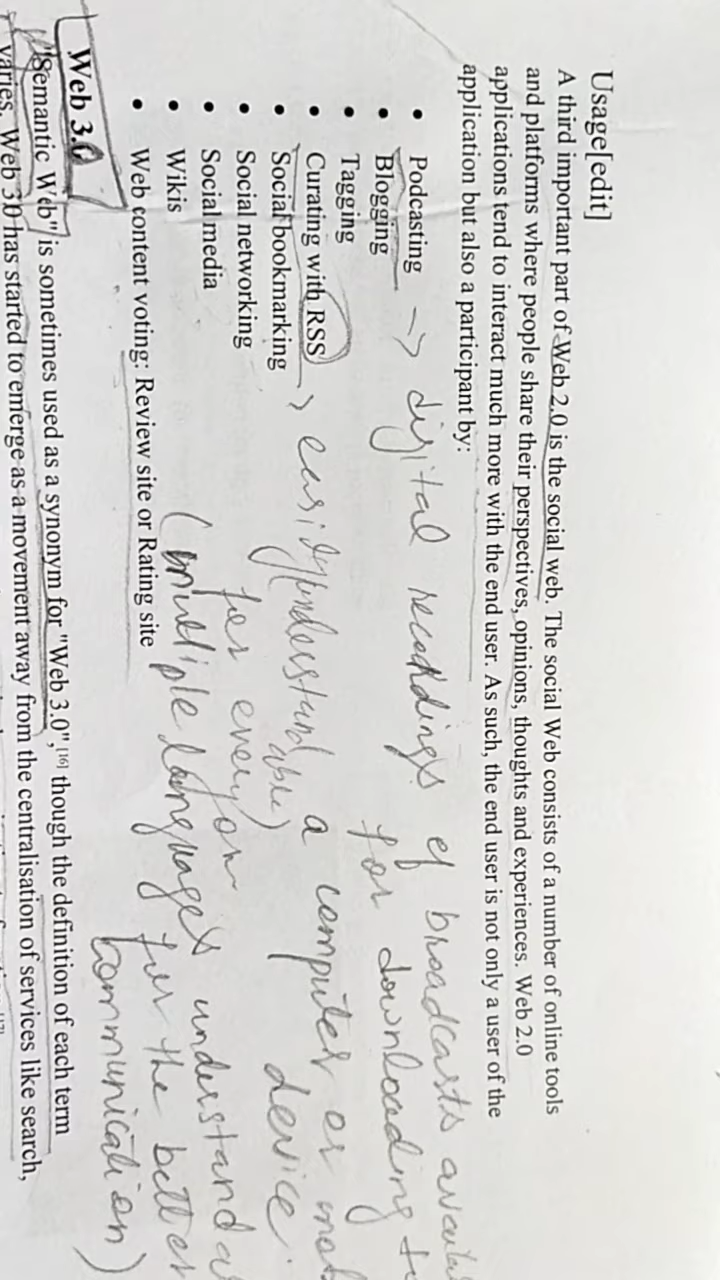 Usage[edit]
A third important part of Web 2.0 is the social web. The social Web consists of a number of online tools
and platforms where people share their perspectives, opinions, thoughts and experiences. Web 2.0
applications tend to interact much more with the end user. As such, the end user is not only a user of the
application but also a participant by:
• Podcasting -> digital recordings of broadcasts
• Blogging for downloading
• Tagging
• Curating with RSS > easily understandable) a computer or
• Social bookmarking device.
• Social networking for every on
• Social media (multiple languages understand
• Wikis for the better
• Web content voting: Review site or Rating site communication)
Web 3.0
"Semantic Web" is sometimes used as a synonym for "Web 3.0",[16] though the definition of each term
varies. Web 3.0 has started to emerge as a movement away from the centralisation of services like search,